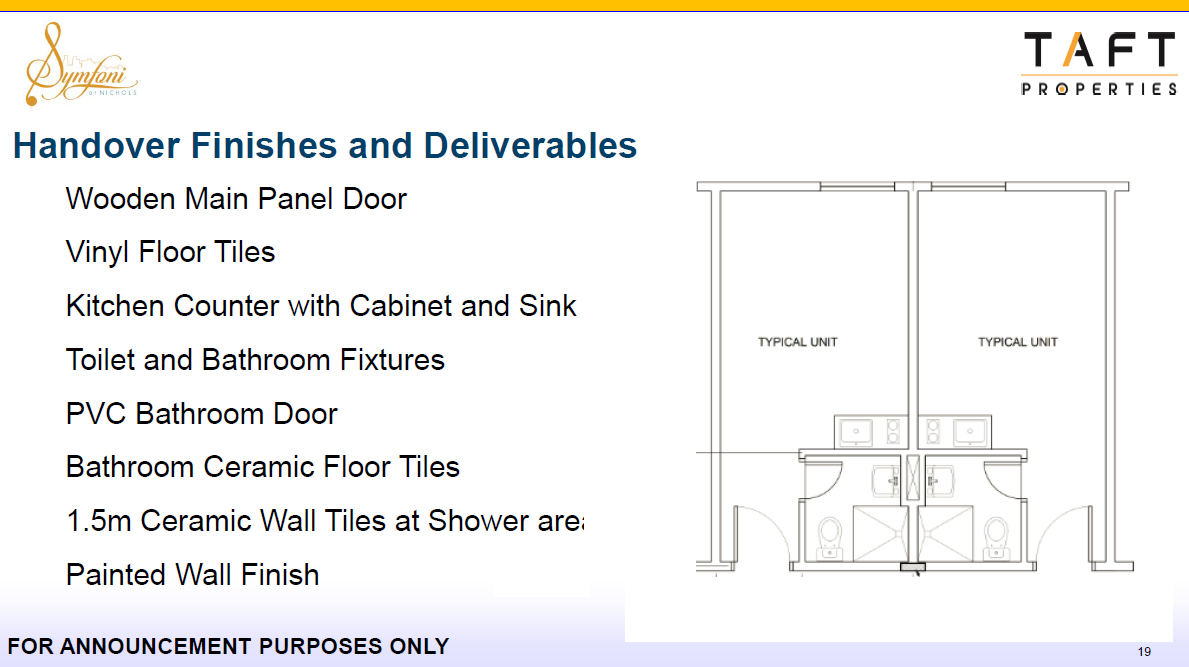 Symfoni
at NICHOLS
TAFT
PROPERTIES
Handover Finishes and Deliverables
Wooden Main Panel Door
Vinyl Floor Tiles
Kitchen Counter with Cabinet and Sink
Toilet and Bathroom Fixtures
PVC Bathroom Door
Bathroom Ceramic Floor Tiles
1.5m Ceramic Wall Tiles at Shower area
Painted Wall Finish
TYPICAL UNIT
TYPICAL UNIT
FOR ANNOUNCEMENT PURPOSES ONLY
19